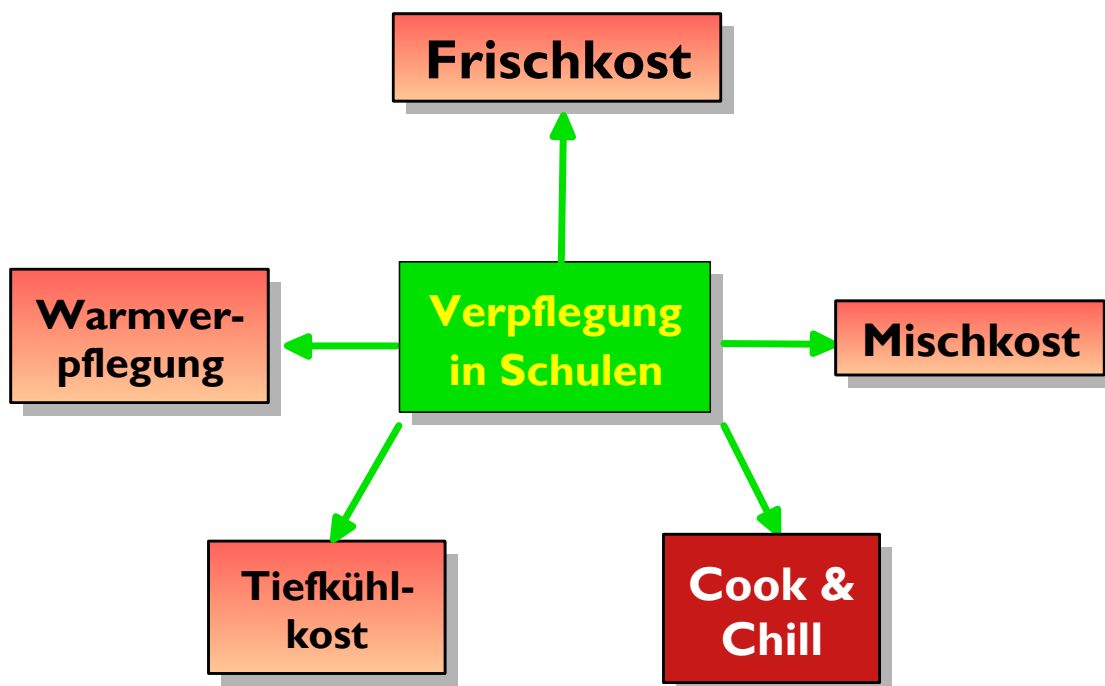 Frischkost
Warmver-
pflegung
Verpflegung
in Schulen
Mischkost
Tiefkühl-
kost
Cook &
Chill